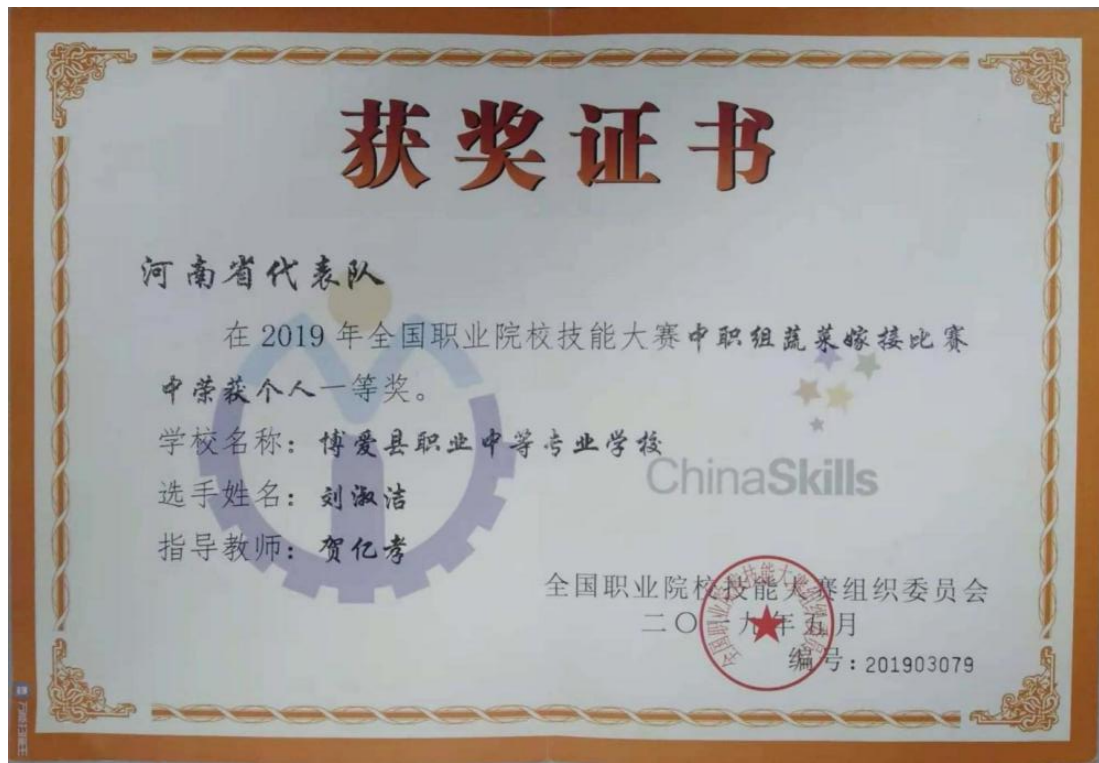 获奖证书
河南省代表队
在 2019 年全国职业院校技能大赛中职组蔬菜嫁接比赛
中荣获个人一等奖。
学校名称：博爱县职业中等专业学校
ChinaSkills
选手姓名：刘淑洁
指导教师：贺亿孝
全国职业院校技能大赛组织委员会
二〇一九年五月
编号：201903079